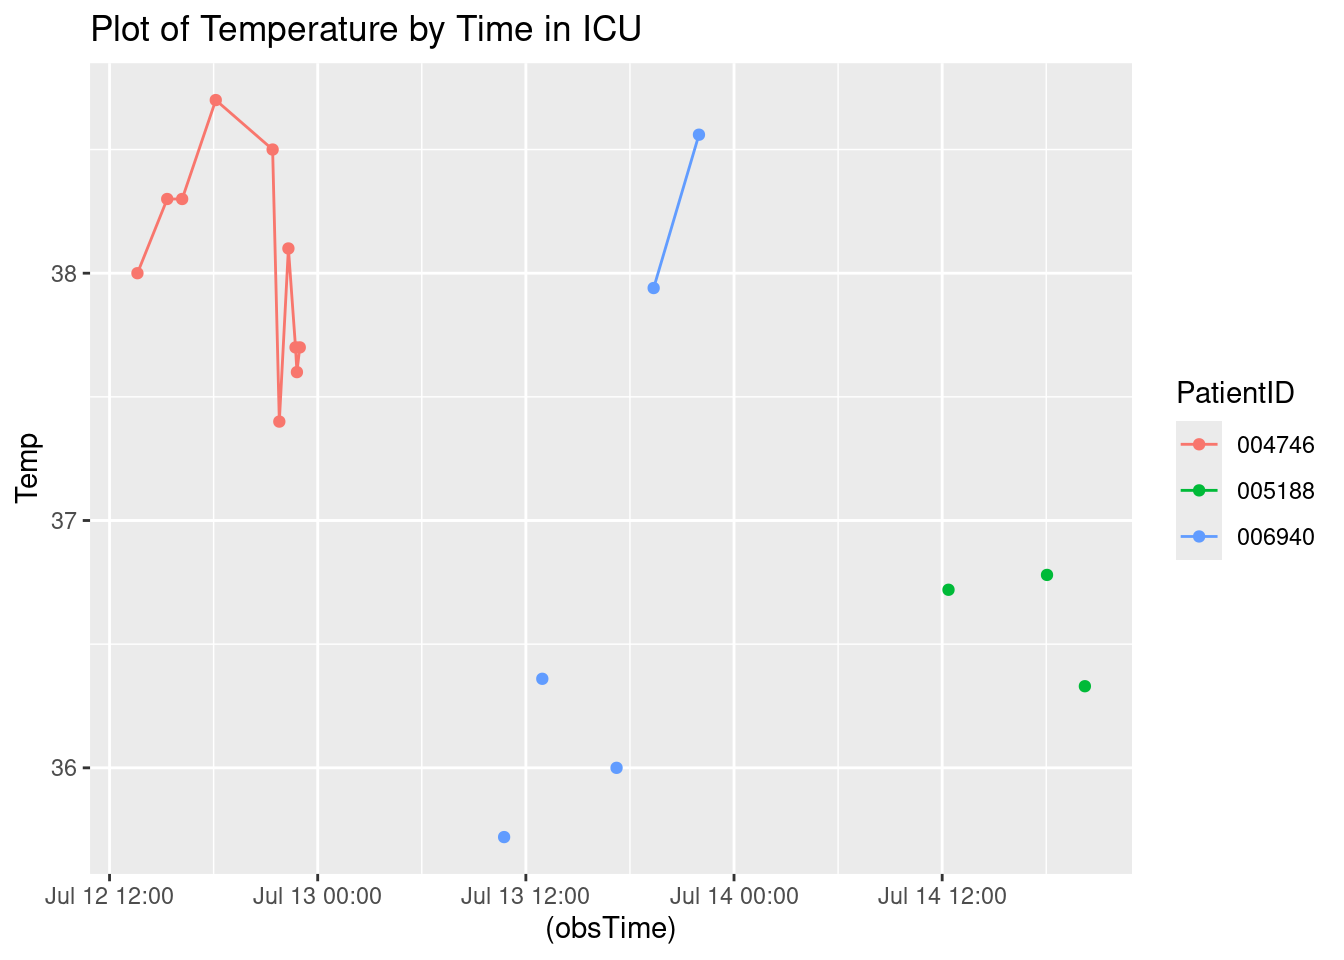 Plot of Temperature by Time in ICU
38
37
36
Temp
Jul 12 12:00
Jul 13 00:00
Jul 13 12:00
Jul 14 00:00
Jul 14 12:00
(obsTime)
PatientID
004746
005188
006940